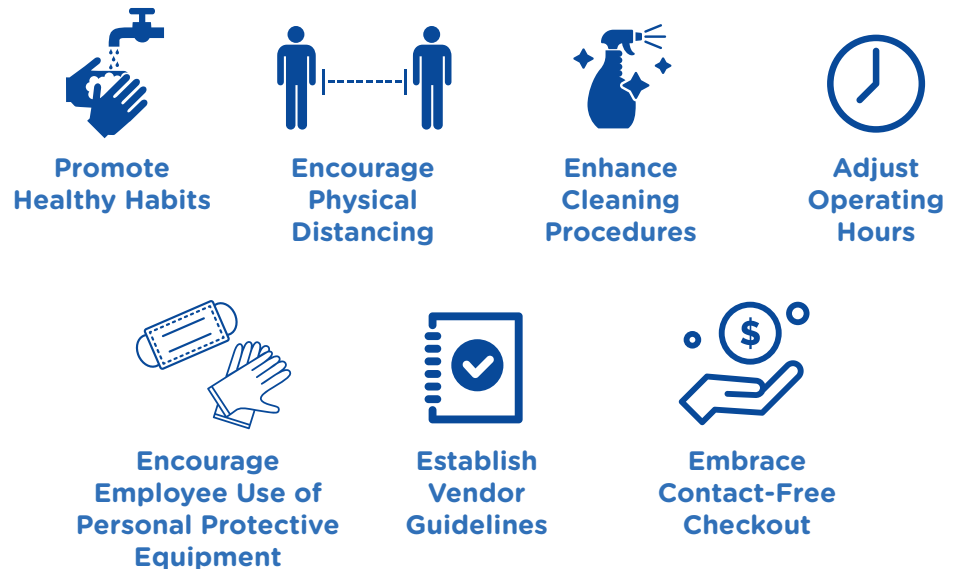 Promote
Healthy Habits
Encourage
Physical
Distancing
Enhance
Cleaning
Procedures
Adjust
Operating
Hours
$
Encourage
Employee Use of
Personal Protective
Equipment
Establish
Vendor
Guidelines
Embrace
Contact-Free
Checkout